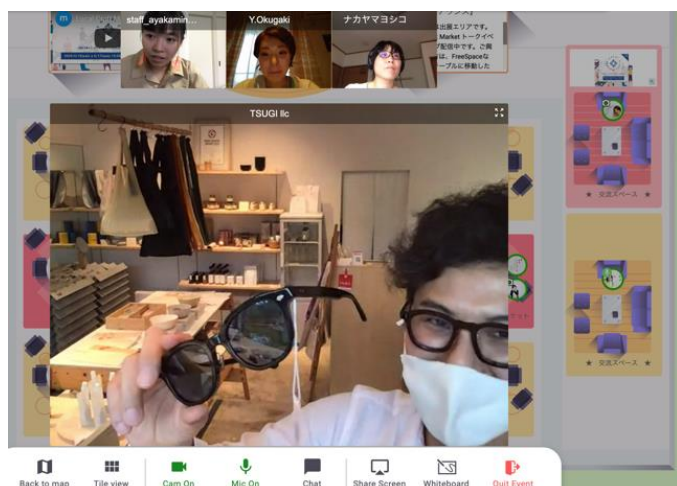 staff_ayakamin...
Y.Okugaki
ナカヤマヨシコ
は出展エリアです。
Market トークイベ
配信中です。ご興
は、FreeSpaceな
ーブルに移動した
TSUGI llc
★ 交流スペース ★
★ 交流スペース ★
Back to map
Tile view
Cam On
Mic On
Chat
Share Screen
Whiteboard
Quit Event